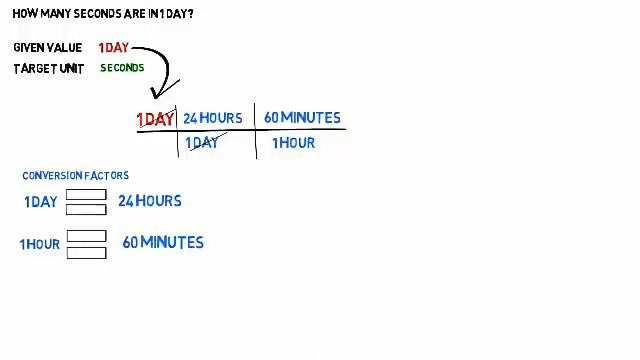 HOW MANY SECONDS ARE IN 1 DAY?
GIVEN VALUE 1 DAY
TARGET UNIT SECONDS
1 DAY 24 HOURS 60 MINUTES
1 DAY 1 HOUR
CONVERSION FACTORS
1 DAY 24 HOURS
1 HOUR 60 MINUTES